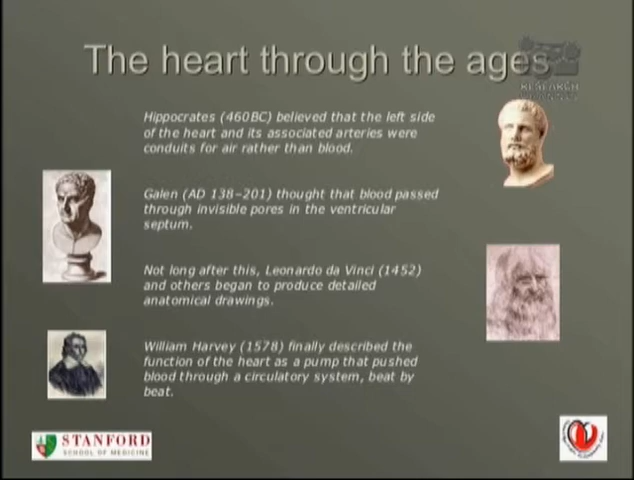 The heart through the ages
RESEARCH
CHANNEL
Hippocrates (460BC) believed that the left side
of the heart and its associated arteries were
conduits for air rather than blood.
Galen (AD 138–201) thought that blood passed
through invisible pores in the ventricular
septum.
Not long after this, Leonardo da Vinci (1452)
and others began to produce detailed
anatomical drawings.
William Harvey (1578) finally described the
function of the heart as a pump that pushed
blood through a circulatory system, beat by
beat.
STANFORD
SCHOOL OF MEDICINE